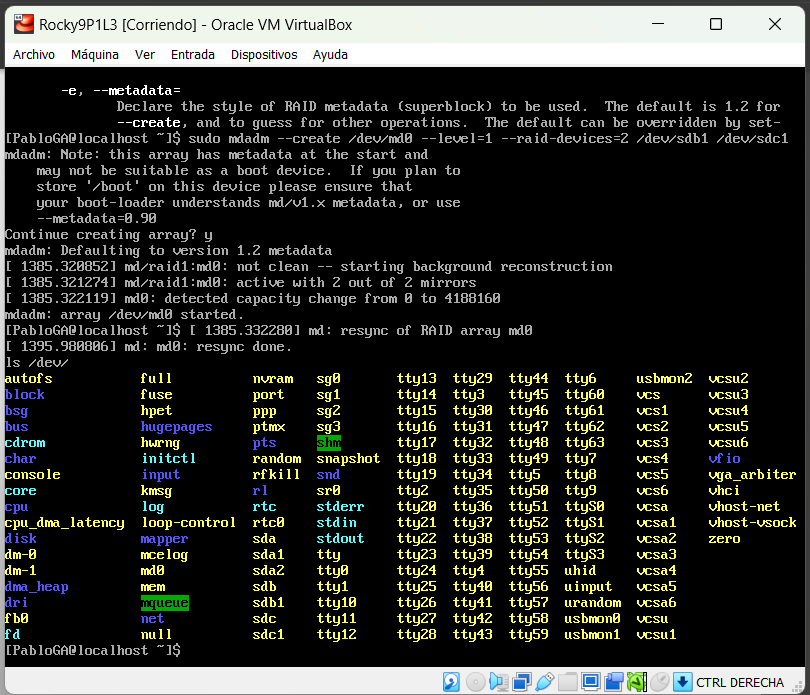 Rocky9P1L3 [Corriendo] - Oracle VM VirtualBox
Archivo Máquina Ver Entrada Dispositivos Ayuda
-e, --metadata=
Declare the style of RAID metadata (superblock) to be used.  The default is 1.2 for
--create, and to guess for other operations.  The default can be overridden by set-
[PabloGA@localhost ~]$ sudo mdadm --create /dev/md0 --level=1 --raid-devices=2 /dev/sdb1 /dev/sdc1
mdadm: Note: this array has metadata at the start and
may not be suitable as a boot device.  If you plan to
store '/boot' on this device please ensure that
your boot-loader understands md/v1.x metadata, or use
--metadata=0.90
Continue creating array? y
mdadm: Defaulting to version 1.2 metadata
[ 1385.320852] md/raid1:md0: not clean -- starting background reconstruction
[ 1385.321274] md/raid1:md0: active with 2 out of 2 mirrors
[ 1385.322119] md0: detected capacity change from 0 to 4188160
mdadm: array /dev/md0 started.
[PabloGA@localhost ~]$ [ 1385.332280] md: resync of RAID array md0
[ 1395.980806] md: md0: resync done.
ls /dev/
autofs full nvram sg0 tty13 tty29 tty44 tty6 usbmon2 vcsu2
block fuse port sg1 tty14 tty3 tty45 tty60 vcs vcsu3
bsg hpet ppp sg2 tty15 tty30 tty46 tty61 vcs1 vcsu4
bus hugepages ptmx sg3 tty16 tty31 tty47 tty62 vcs2 vcsu5
cdrom hwrng pts shm tty17 tty32 tty48 tty63 vcs3 vcsu6
char initctl random snapshot tty18 tty33 tty49 tty7 vcs4 vfio
console input rfkill snd tty19 tty34 tty5 tty8 vcs5 vga_arbiter
core kmsg rl sr0 tty2 tty35 tty50 tty9 vcs6 vhci
cpu log rtc stderr tty20 tty36 tty51 ttyS0 vcsa vhost-net
cpu_dma_latency loop-control rtc0 stdin tty21 tty37 tty52 ttyS1 vcsa1 vhost-vsock
disk mapper sda stdout tty22 tty38 tty53 ttyS2 vcsa2 zero
dm-0 mcelog sda1 tty tty23 tty39 tty54 ttyS3 vcsa3
dm-1 md0 sda2 tty0 tty24 tty4 tty55 uhid vcsa4
dma_heap mem sdb tty1 tty25 tty40 tty56 uinput vcsa5
dri mqueue sdb1 tty10 tty26 tty41 tty57 urandom vcsa6
fb0 net sdc tty11 tty27 tty42 tty58 usbmon0 vcsu
fd null sdc1 tty12 tty28 tty43 tty59 usbmon1 vcsu1
[PabloGA@localhost ~]$
CTRL DERECHA